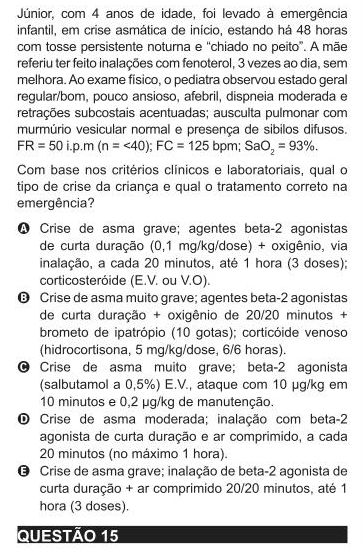 Júnior, com 4 anos de idade, foi levado à emergência
infantil, em crise asmática de início, estando há 48 horas
com tosse persistente noturna e “chiado no peito”. A mãe
referiu ter feito inalações com fenoterol, 3 vezes ao dia, sem
melhora. Ao exame físico, o pediatra observou estado geral
regular/bom, pouco ansioso, afebril, dispneia moderada e
retrações subcostais acentuadas; ausculta pulmonar com
murmúrio vesicular normal e presença de sibilos difusos.
FR = 50 i.p.m (n = <40); FC = 125 bpm; SaO2 = 93%.
Com base nos critérios clínicos e laboratoriais, qual o
tipo de crise da criança e qual o tratamento correto na
emergência?
A Crise de asma grave; agentes beta-2 agonistas
de curta duração (0,1 mg/kg/dose) + oxigênio, via
inalação, a cada 20 minutos, até 1 hora (3 doses);
corticosteróide (E.V. ou V.O).
B Crise de asma muito grave; agentes beta-2 agonistas
de curta duração + oxigênio de 20/20 minutos +
brometo de ipatrópio (10 gotas); corticóide venoso
(hidrocortisona, 5 mg/kg/dose, 6/6 horas).
C Crise de asma muito grave; beta-2 agonista
(salbutamol a 0,5%) E.V., ataque com 10 µg/kg em
10 minutos e 0,2 µg/kg de manutenção.
D Crise de asma moderada; inalação com beta-2
agonista de curta duração e ar comprimido, a cada
20 minutos (no máximo 1 hora).
E Crise de asma grave; inalação de beta-2 agonista de
curta duração + ar comprimido 20/20 minutos, até 1
hora (3 doses).
QUESTÃO 15